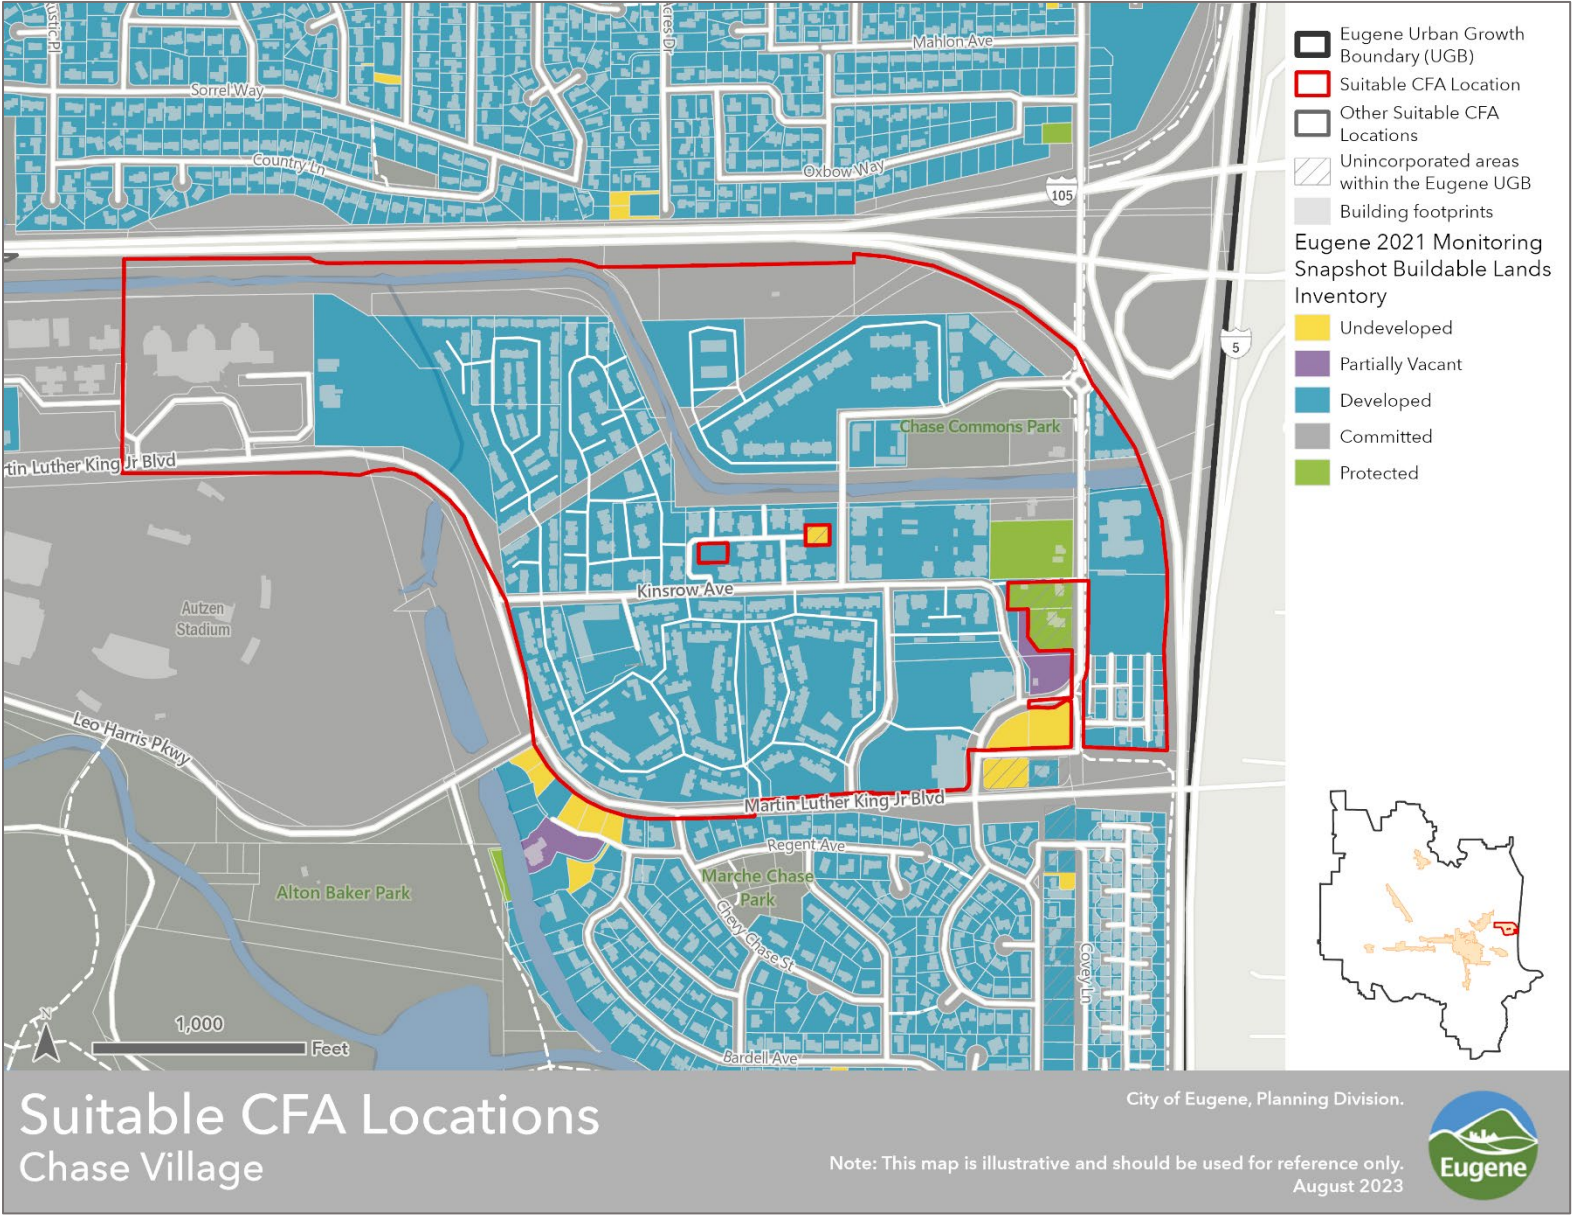 Rustic Pl
Acres Dr
Mahlon Ave
Sorrel Way
Country Ln
Oxbow Way
105
5
Chase Commons Park
tin Luther King Jr Blvd
Autzen
Stadium
Kinsrow Ave
Leo Harris Pkwy
Martin Luther King Jr Blvd
Regent Ave
Marche Chase
Park
Alton Baker Park
Chevy Chase St
Covey Ln
Bardell Ave
N
1,000
Feet
Eugene Urban Growth
Boundary (UGB)
Suitable CFA Location
Other Suitable CFA
Locations
Unincorporated areas
within the Eugene UGB
Building footprints
Eugene 2021 Monitoring
Snapshot Buildable Lands
Inventory
Undeveloped
Partially Vacant
Developed
Committed
Protected
Suitable CFA Locations
Chase Village
City of Eugene, Planning Division.
Note: This map is illustrative and should be used for reference only.
August 2023
Eugene